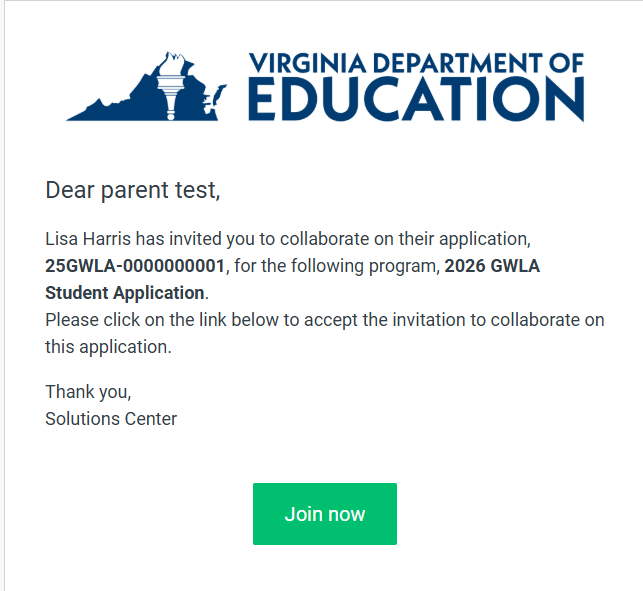 VIRGINIA DEPARTMENT OF
EDUCATION
Dear parent test,
Lisa Harris has invited you to collaborate on their application,
25GWLA-0000000001, for the following program, 2026 GWLA
Student Application.
Please click on the link below to accept the invitation to collaborate on
this application.
Thank you,
Solutions Center
Join now